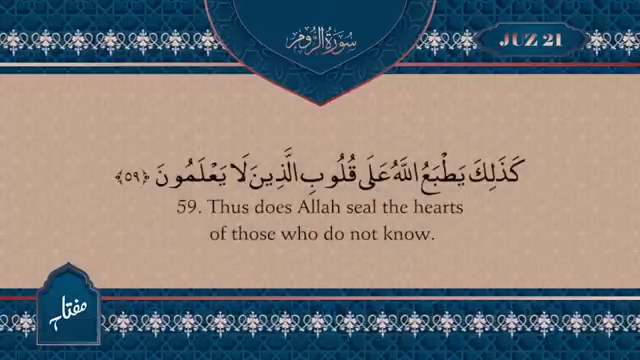 سُورَةُ الرُّومِ
JUZ 21
كَذَٰلِكَ يَطْبَعُ اللَّهُ عَلَىٰ قُلُوبِ الَّذِينَ لَا يَعْلَمُونَ ﴿٥٩﴾
59. Thus does Allah seal the hearts
of those who do not know.
مفتاح